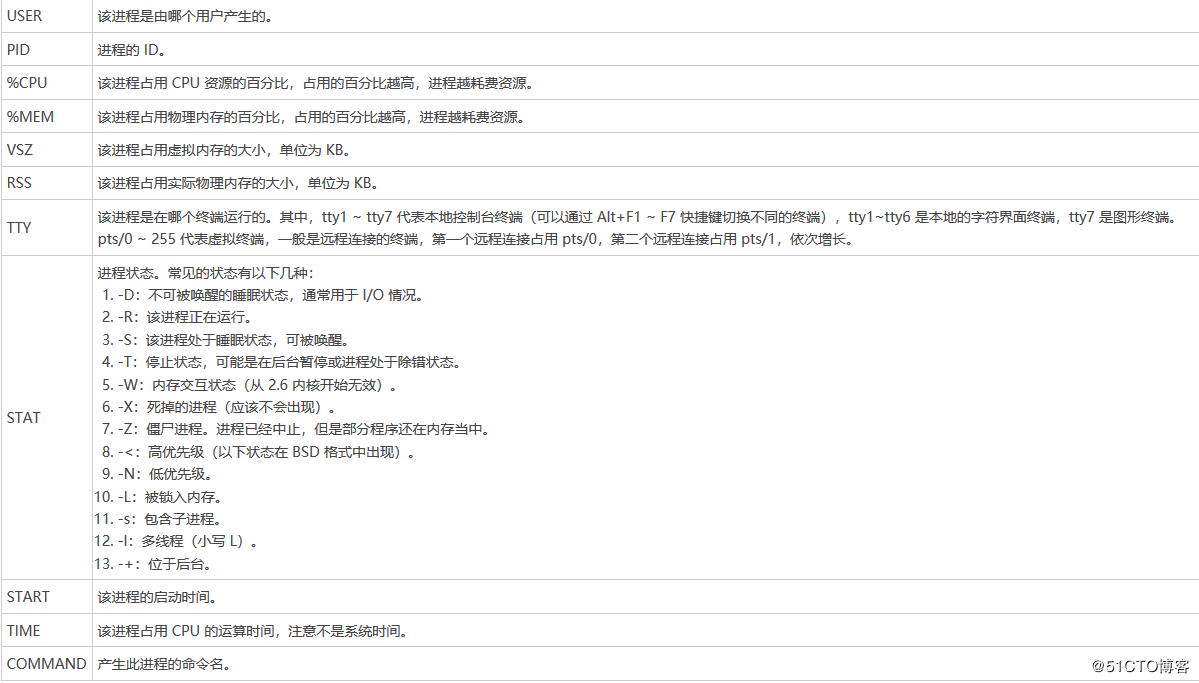 USER 该进程是由哪个用户产生的。
PID 进程的 ID。
%CPU 该进程占用 CPU 资源的百分比，占用的百分比越高，进程越耗费资源。
%MEM 该进程占用物理内存的百分比，占用的百分比越高，进程越耗费资源。
VSZ 该进程占用虚拟内存的大小，单位为 KB。
RSS 该进程占用实际物理内存的大小，单位为 KB。
TTY 该进程是在哪个终端运行的。其中，tty1 ~ tty7 代表本地控制台终端（可以通过 Alt+F1 ~ F7 快捷键切换不同的终端），tty1~tty6 是本地的字符界面终端，tty7 是图形终端。
pts/0 ~ 255 代表虚拟终端，一般是远程连接的终端，第一个远程连接占用 pts/0，第二个远程连接占用 pts/1，依次增长。
STAT 进程状态。常见的状态有以下几种：
1. -D：不可被唤醒的睡眠状态，通常用于 I/O 情况。
2. -R：该进程正在运行。
3. -S：该进程处于睡眠状态，可被唤醒。
4. -T：停止状态，可能是在后台暂停或进程处于除错状态。
5. -W：内存交互状态（从 2.6 内核开始无效）。
6. -X：死掉的进程（应该不会出现）。
7. -Z：僵尸进程。进程已经中止，但是部分程序还在内存当中。
8. -<：高优先级（以下状态在 BSD 格式中出现）。
9. -N：低优先级。
10. -L：被锁入内存。
11. -s：包含子进程。
12. -l：多线程（小写 L）。
13. -+：位于后台。
START 该进程的启动时间。
TIME 该进程占用 CPU 的运算时间，注意不是系统时间。
COMMAND 产生此进程的命令名。
@51CTO博客